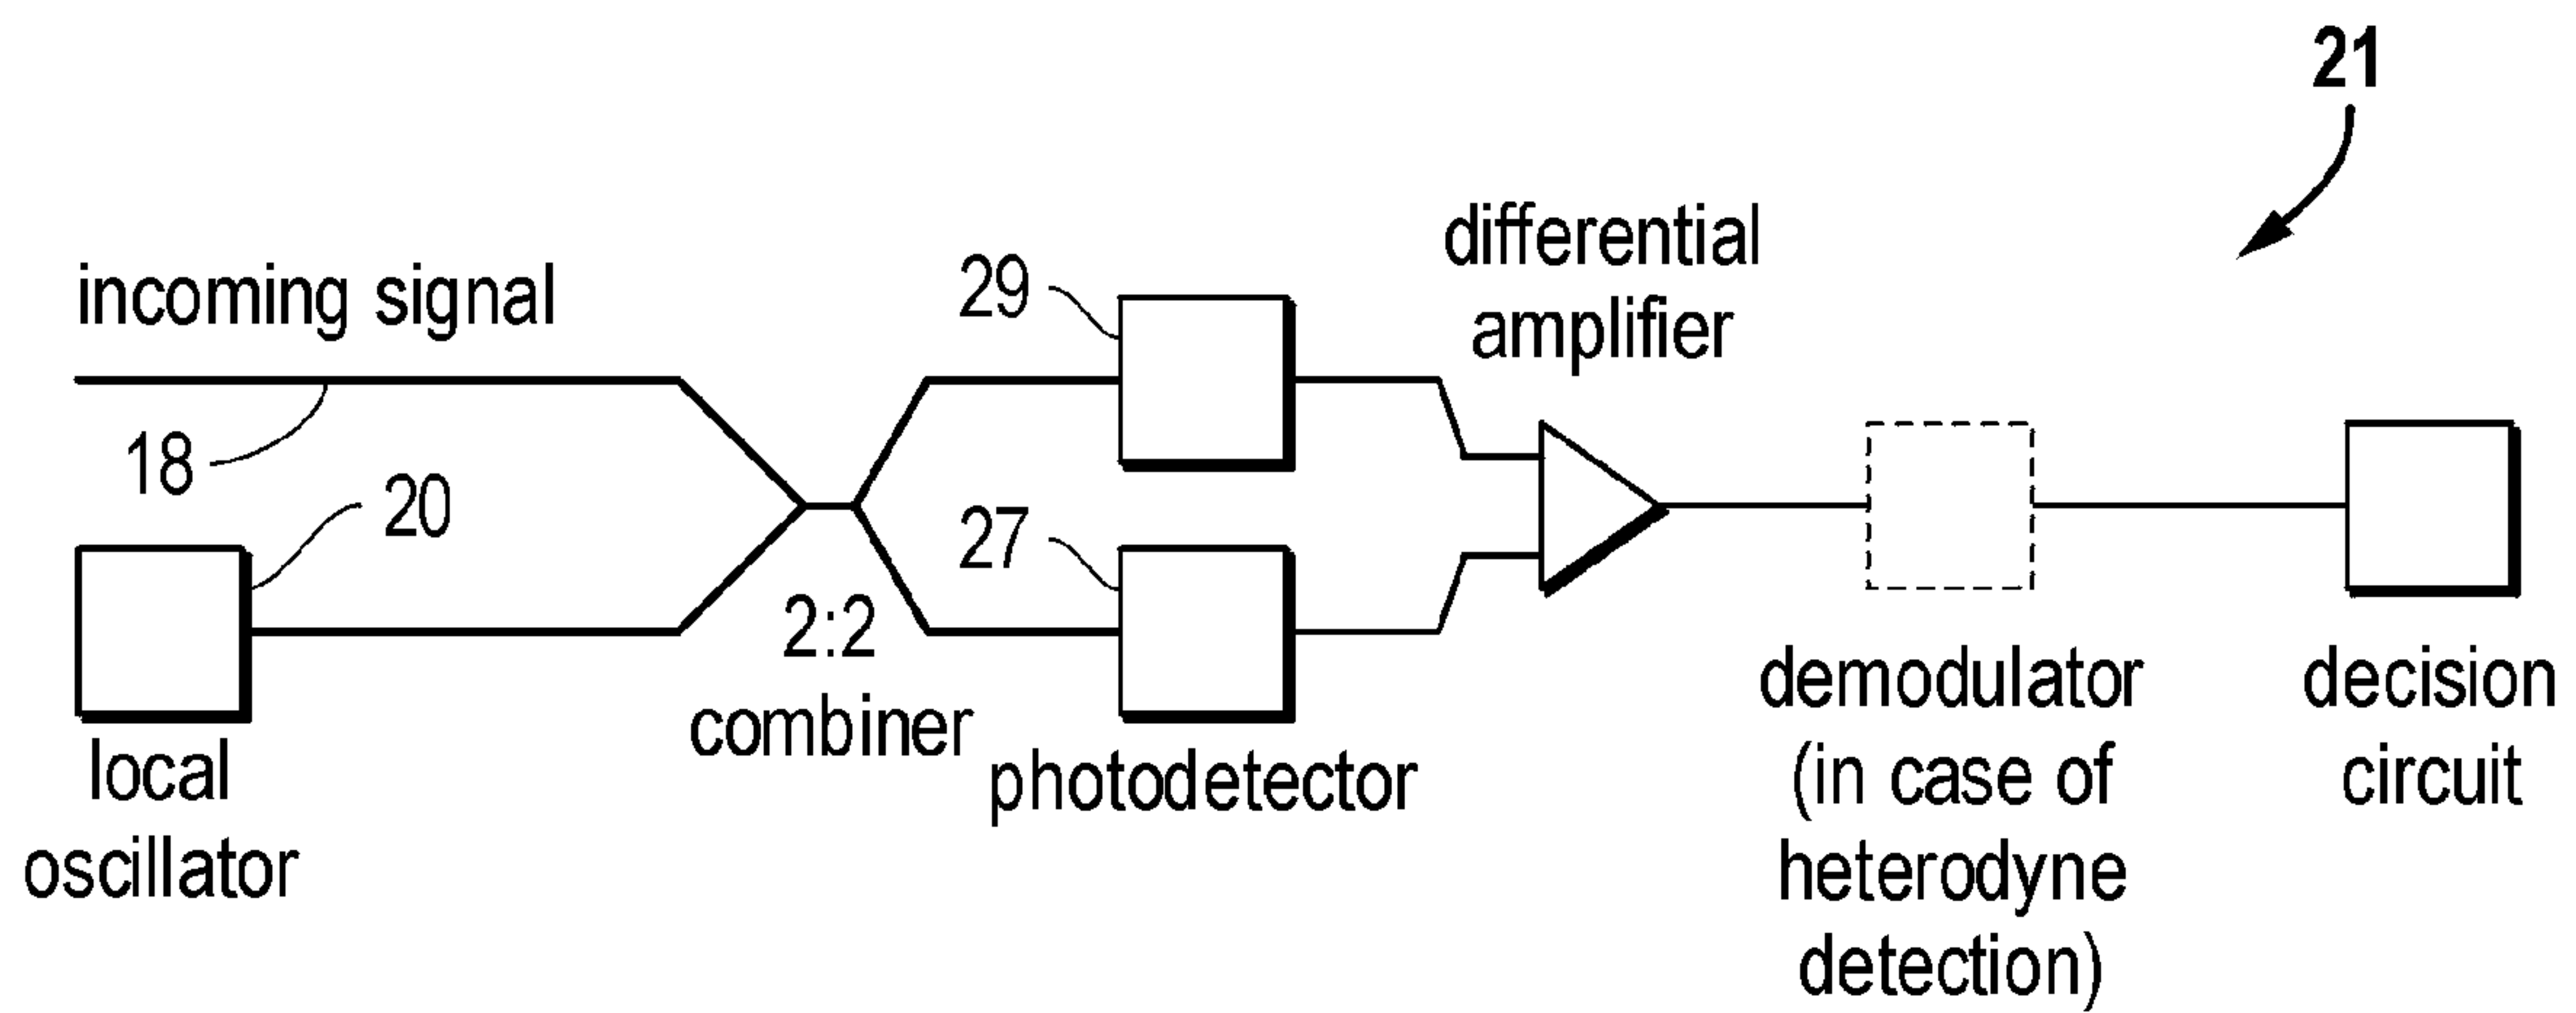 21
differential
amplifier
incoming signal
29
18
20
27
2:2
combiner
photodetector
local
oscillator
demodulator
(in case of
heterodyne
detection)
decision
circuit